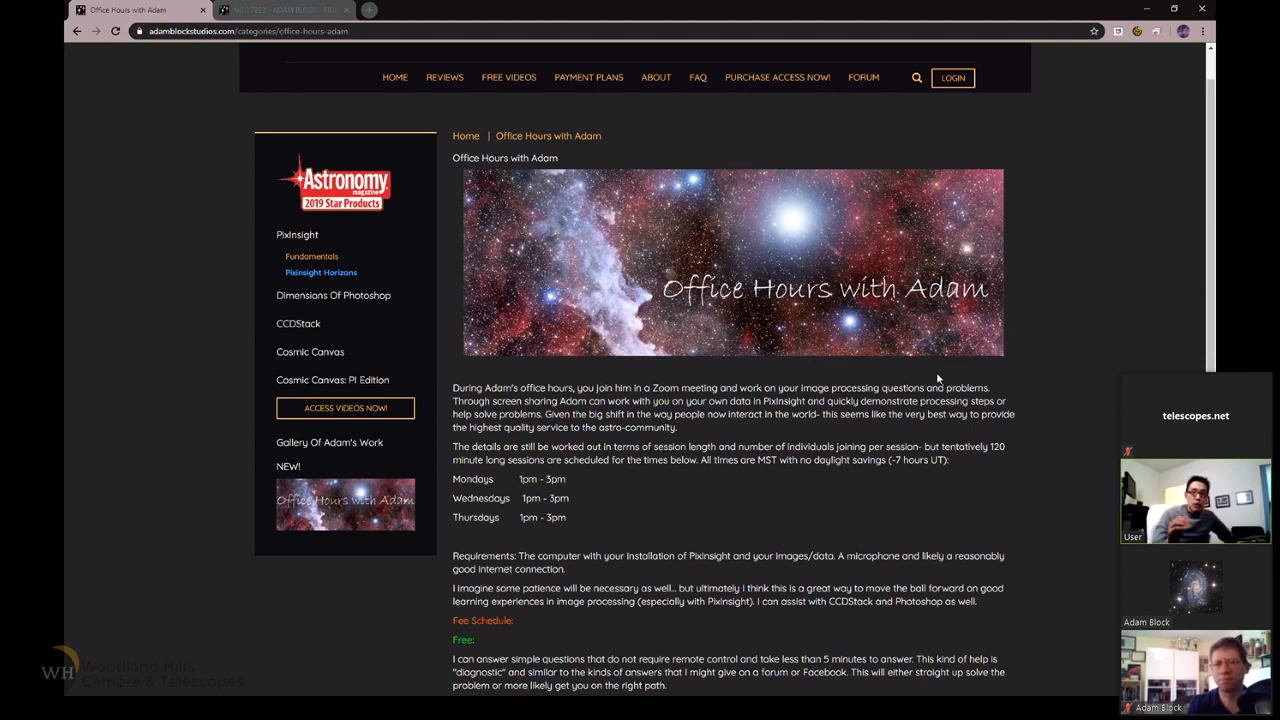 Office Hours with Adam
NGC7822 - ADAM BLOCK - PRE
adamblockstudios.com/categories/office-hours-adam
HOME REVIEWS FREE VIDEOS PAYMENT PLANS ABOUT FAQ PURCHASE ACCESS NOW! FORUM LOGIN
Astronomy
magazine
2019 Star Products
PixInsight
Fundamentals
Pixinsight Horizons
Dimensions Of Photoshop
CCDStack
Cosmic Canvas
Cosmic Canvas: PI Edition
ACCESS VIDEOS NOW!
Gallery Of Adam's Work
NEW!
Office Hours with Adam
Home | Office Hours with Adam
Office Hours with Adam
Office Hours with Adam
During Adam's office hours, you join him in a Zoom meeting and work on your image processing questions and problems.
Through screen sharing Adam can work with you on your own data in PixInsight and quickly demonstrate processing steps or
help solve problems. Given the big shift in the way people now interact in the world- this seems like the very best way to provide
the highest quality service to the astro-community.
The details are still be worked out in terms of session length and number of individuals joining per session- but tentatively 120
minute long sessions are scheduled for the times below. All times are MST with no daylight savings (-7 hours UT):
Mondays 1pm - 3pm
Wednesdays 1pm - 3pm
Thursdays 1pm - 3pm
Requirements: The computer with your installation of PixInsight and your images/data. A microphone and likely a reasonably
good internet connection.
I imagine some patience will be necessary as well... but ultimately I think this is a great way to move the ball forward on good
learning experiences in image processing (especially with PixInsight). I can assist with CCDStack and Photoshop as well.
Fee Schedule:
Free:
I can answer simple questions that do not require remote control and take less than 5 minutes to answer. This kind of help is
"diagnostic" and similar to the kinds of answers that I might give on a forum or Facebook. This will either straight up solve the
problem or more likely get you on the right path.
telescopes.net
User
Adam Block
Adam Block
WH
Woodland Hills
Camera & Telescopes